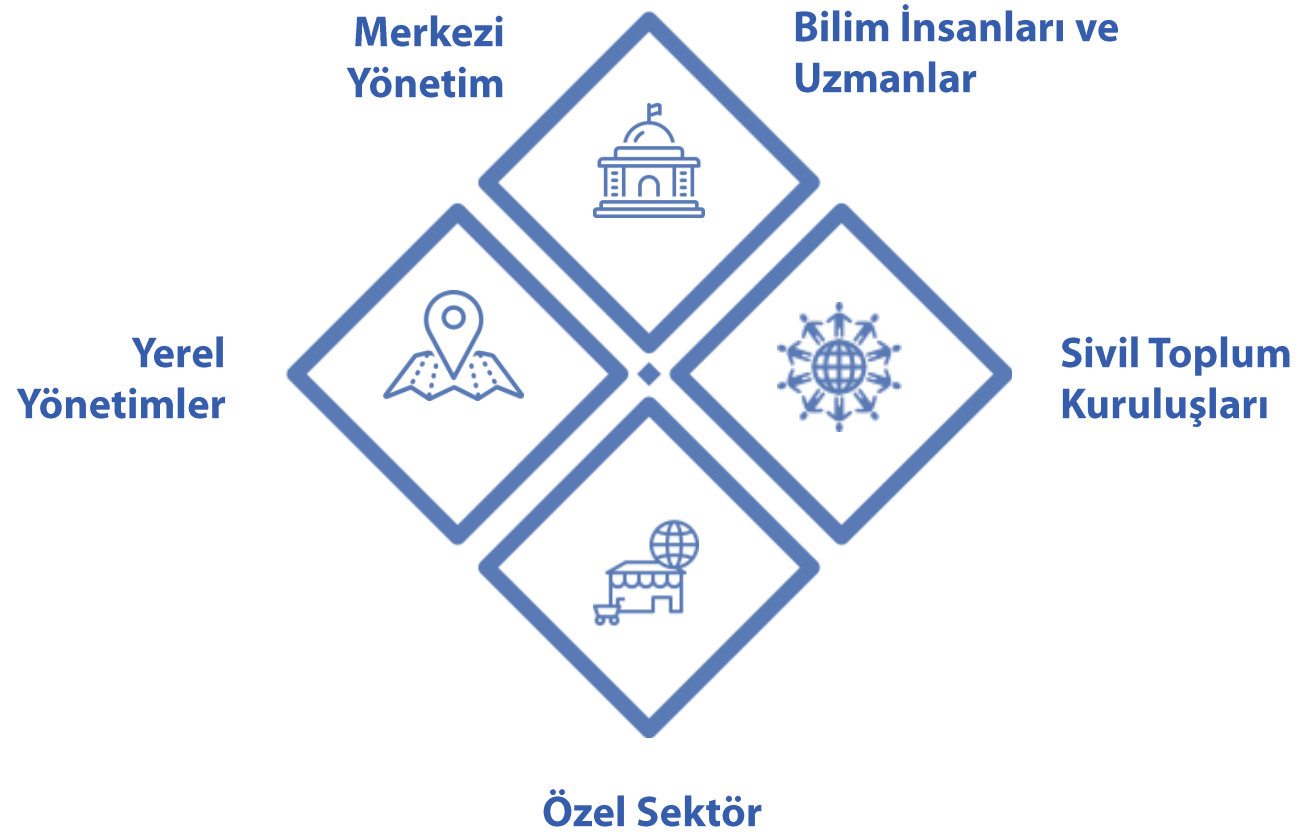 Merkezi
Yönetim
Bilim İnsanları ve
Uzmanlar
Yerel
Yönetimler
Sivil Toplum
Kuruluşları
Özel Sektör